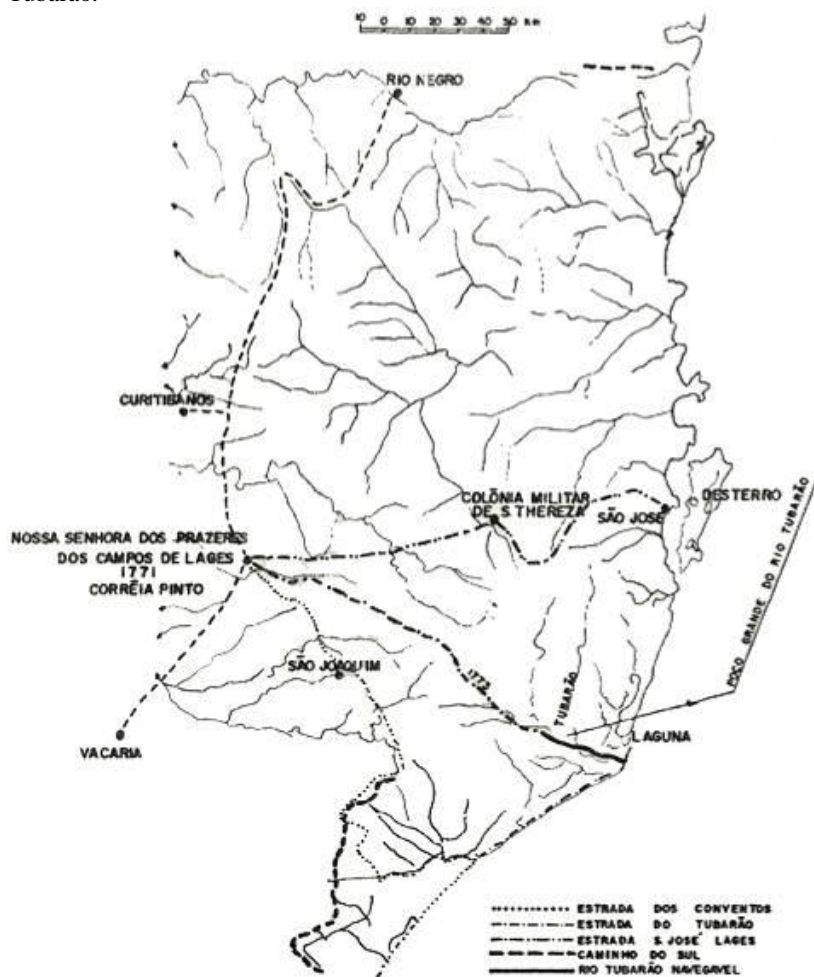 Tubarão.
10 0 10 20 30 40 50 KM
RIO NEGRO
CURITIBANOS
COLÔNIA MILITAR
DE S. THEREZA
SÃO JOSÉ
DESTERRO
NOSSA SENHORA DOS PRAZERES
DOS CAMPOS DE LAGES
1771
CORRÊIA PINTO
SÃO JOAQUIM
1773
TUBARÃO
POÇO GRANDE DO RIO TUBARÃO
LAGUNA
VACARIA
ESTRADA DOS CONVENTOS
ESTRADA DO TUBARÃO
ESTRADA S. JOSÉ LAGES
CAMINHO DO SUL
RIO TUBARÃO NAVEGAVEL